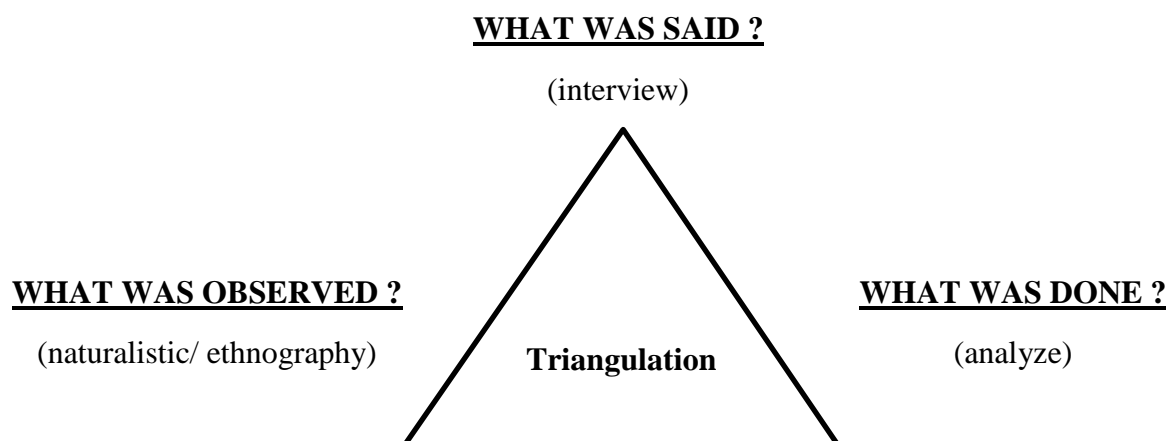 WHAT WAS SAID ?
(interview)
WHAT WAS OBSERVED ?
(naturalistic/ ethnography)
Triangulation
WHAT WAS DONE ?
(analyze)